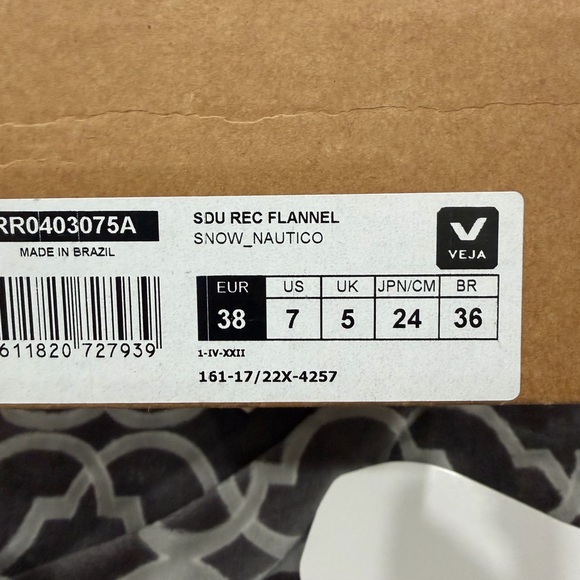 RR0403075A
MADE IN BRAZIL
611820 727939
SDU REC FLANNEL
SNOW_NAUTICO
VEJA
EUR US UK JPN/CM BR
38 7 5 24 36
1-IV-XXII
161-17/22X-4257